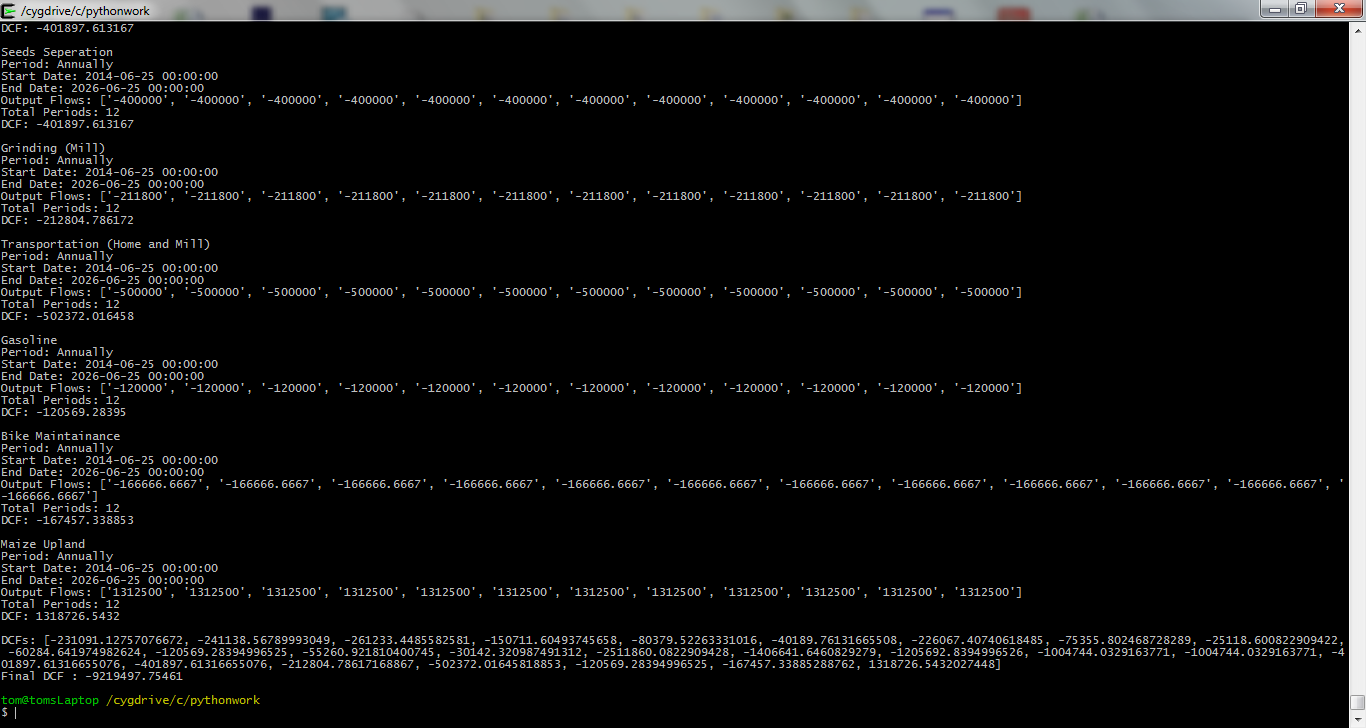 /cygdrive/c/pythonwork
DCF: -401897.613167
Seeds Seperation
Period: Annually
Start Date: 2014-06-25 00:00:00
End Date: 2026-06-25 00:00:00
Output Flows: ['-400000', '-400000', '-400000', '-400000', '-400000', '-400000', '-400000', '-400000', '-400000', '-400000', '-400000', '-400000']
Total Periods: 12
DCF: -401897.613167
Grinding (Mill)
Period: Annually
Start Date: 2014-06-25 00:00:00
End Date: 2026-06-25 00:00:00
Output Flows: ['-211800', '-211800', '-211800', '-211800', '-211800', '-211800', '-211800', '-211800', '-211800', '-211800', '-211800', '-211800']
Total Periods: 12
DCF: -212804.786172
Transportation (Home and Mill)
Period: Annually
Start Date: 2014-06-25 00:00:00
End Date: 2026-06-25 00:00:00
Output Flows: ['-500000', '-500000', '-500000', '-500000', '-500000', '-500000', '-500000', '-500000', '-500000', '-500000', '-500000', '-500000']
Total Periods: 12
DCF: -502372.016458
Gasoline
Period: Annually
Start Date: 2014-06-25 00:00:00
End Date: 2026-06-25 00:00:00
Output Flows: ['-120000', '-120000', '-120000', '-120000', '-120000', '-120000', '-120000', '-120000', '-120000', '-120000', '-120000', '-120000']
Total Periods: 12
DCF: -120569.28395
Bike Maintainance
Period: Annually
Start Date: 2014-06-25 00:00:00
End Date: 2026-06-25 00:00:00
Output Flows: ['-166666.6667', '-166666.6667', '-166666.6667', '-166666.6667', '-166666.6667', '-166666.6667', '-166666.6667', '-166666.6667', '-166666.6667', '-166666.6667', '-166666.6667', '
-166666.6667']
Total Periods: 12
DCF: -167457.338853
Maize Upland
Period: Annually
Start Date: 2014-06-25 00:00:00
End Date: 2026-06-25 00:00:00
Output Flows: ['1312500', '1312500', '1312500', '1312500', '1312500', '1312500', '1312500', '1312500', '1312500', '1312500', '1312500', '1312500']
Total Periods: 12
DCF: 1318726.5432
DCFs: [-231091.12757076672, -241138.56789993049, -261233.4485582581, -150711.60493745658, -80379.52263331016, -40189.76131665508, -226067.40740618485, -75355.802468728289, -25118.600822909422,
 -60284.641974982624, -120569.28394996525, -55260.921810400745, -30142.320987491312, -2511860.0822909428, -1406641.6460829279, -1205692.8394996526, -1004744.0329163771, -1004744.0329163771, -4
01897.61316655076, -401897.61316655076, -212804.78617168867, -502372.01645818853, -120569.28394996525, -167457.33885288762, 1318726.5432027448]
Final DCF : -9219497.75461
tom@tomsLaptop /cygdrive/c/pythonwork
$